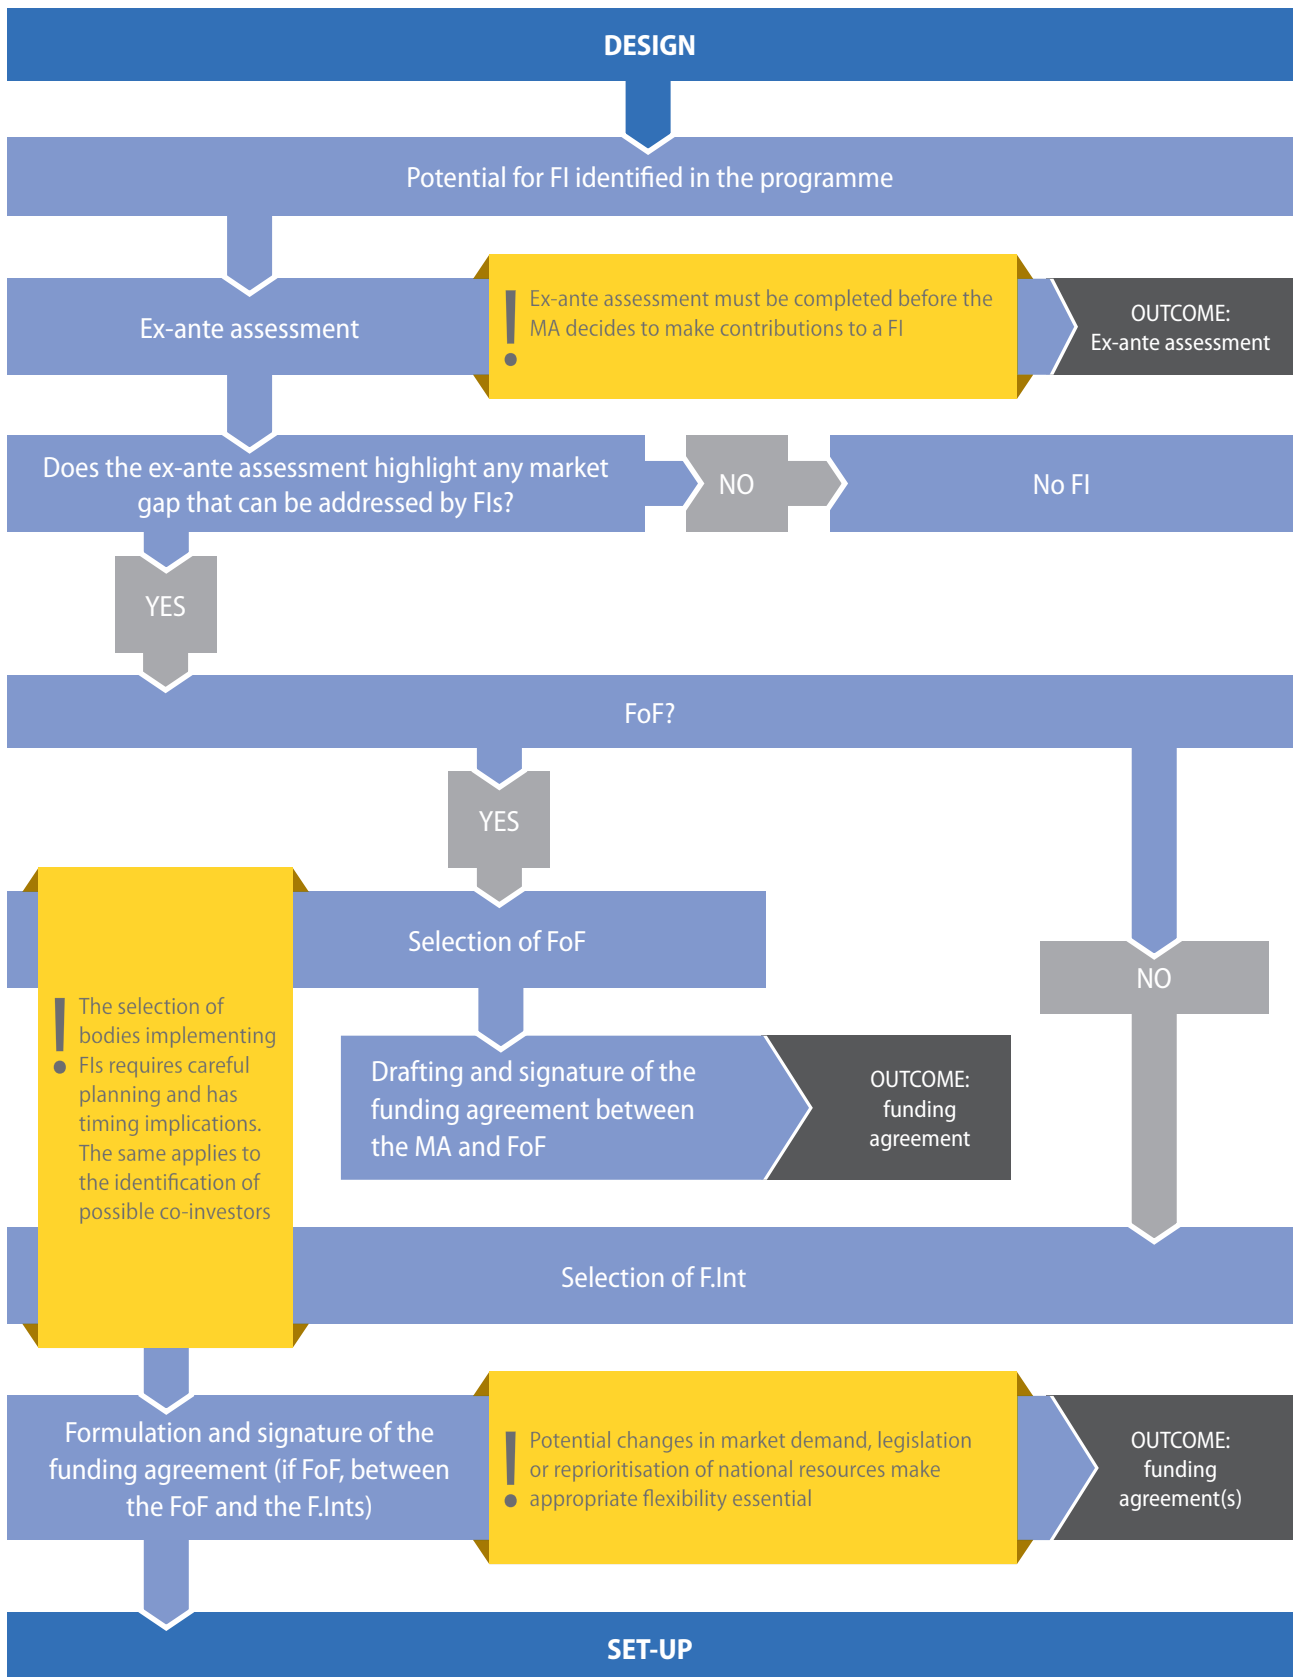 DESIGN
Potential for FI identified in the programme
Ex-ante assessment
! Ex-ante assessment must be completed before the
MA decides to make contributions to a FI
OUTCOME:
Ex-ante assessment
Does the ex-ante assessment highlight any market
gap that can be addressed by FIs?
NO
No FI
YES
FoF?
YES
Selection of FoF
NO
! The selection of
bodies implementing
FIs requires careful
planning and has
timing implications.
The same applies to
the identification of
possible co-investors
Drafting and signature of the
funding agreement between
the MA and FoF
OUTCOME:
funding
agreement
Selection of F.Int
Formulation and signature of the
funding agreement (if FoF, between
the FoF and the F.Ints)
! Potential changes in market demand, legislation
or reprioritisation of national resources make
appropriate flexibility essential
OUTCOME:
funding
agreement(s)
SET-UP